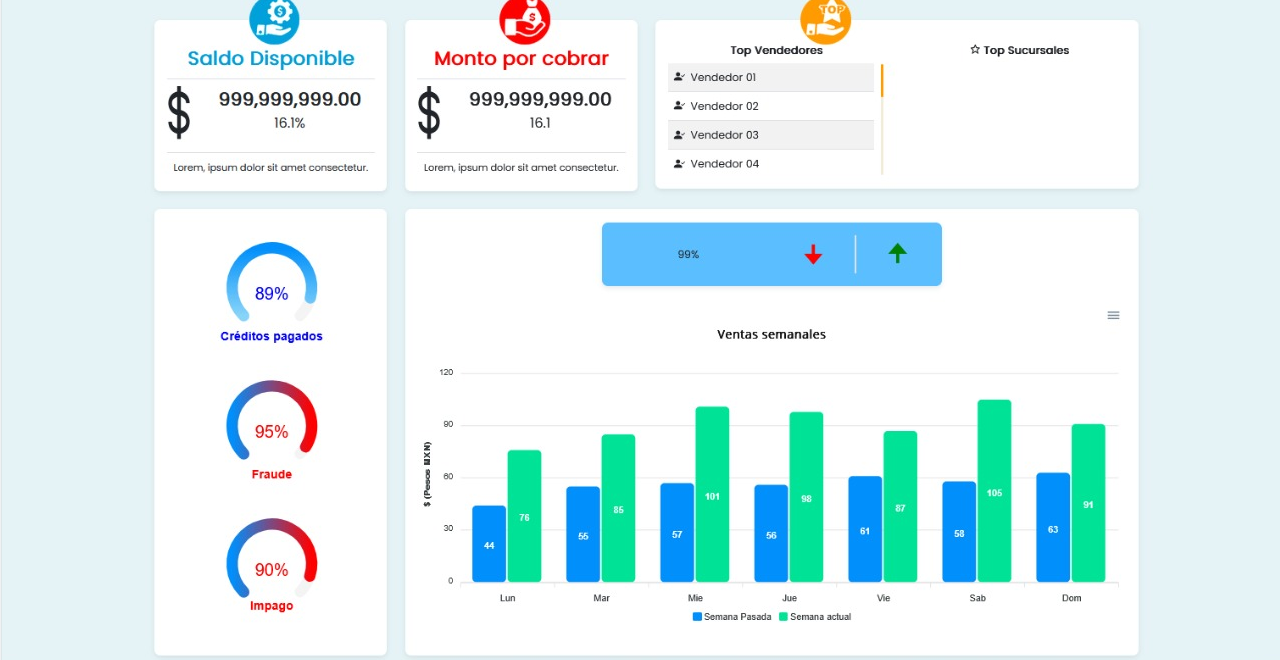 TOP
Saldo Disponible
$
999,999,999.00
16.1%
Lorem, ipsum dolor sit amet consectetur.
Monto por cobrar
$
999,999,999.00
16.1
Lorem, ipsum dolor sit amet consectetur.
Top Vendedores
Vendedor 01
Vendedor 02
Vendedor 03
Vendedor 04
Top Sucursales
89%
Créditos pagados
95%
Fraude
90%
Impago
99%
Ventas semanales
$ (Pesos MXN)
120
90
60
30
0
44
76
55
85
57
101
56
98
61
87
58
105
63
91
Lun
Mar
Mie
Jue
Vie
Sab
Dom
Semana Pasada
Semana actual